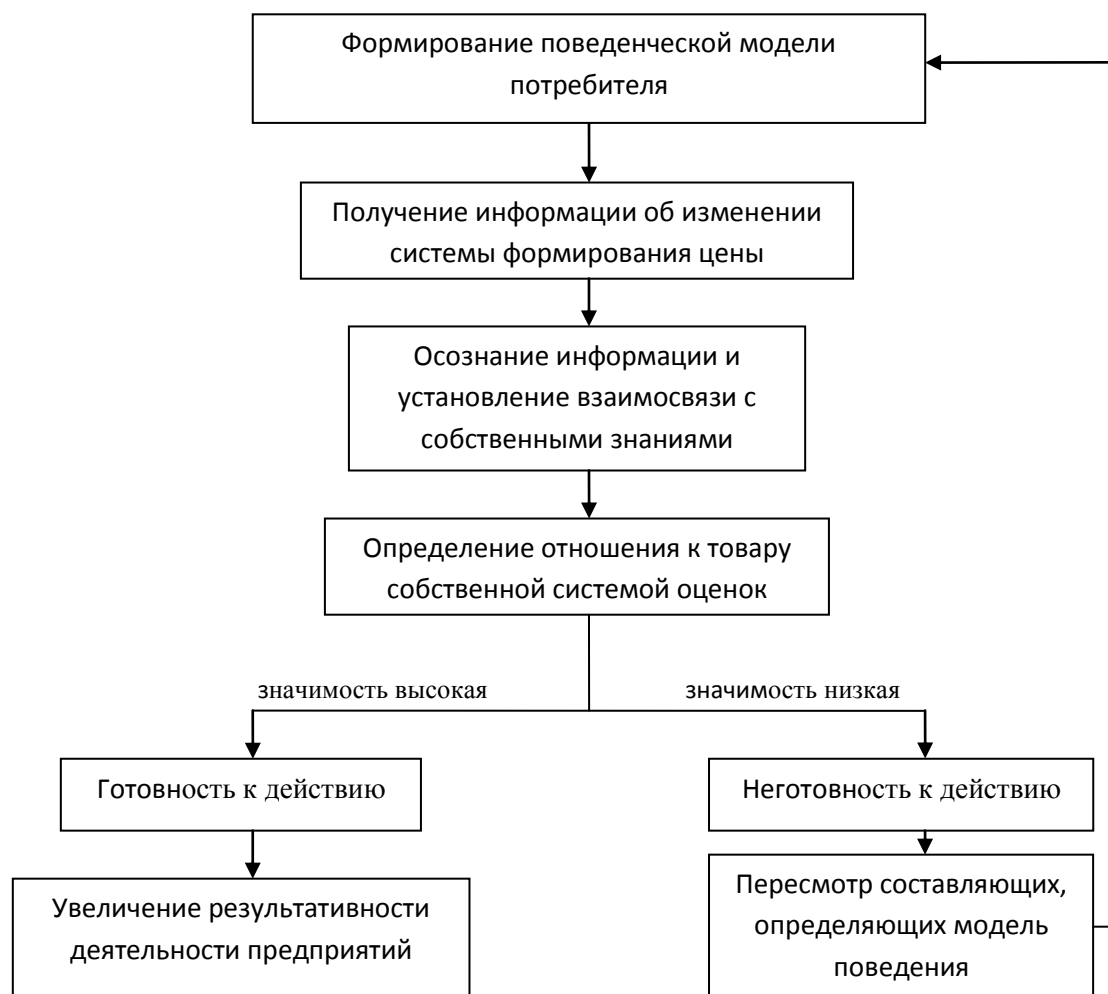 Формирование поведенческой модели
потребителя
Получение информации об изменении
системы формирования цены
Осознание информации и
установление взаимосвязи с
собственными знаниями
Определение отношения к товару
собственной системой оценок
значимость высокая
значимость низкая
Готовность к действию
Неготовность к действию
Увеличение результативности
деятельности предприятий
Пересмотр составляющих,
определяющих модель
поведения